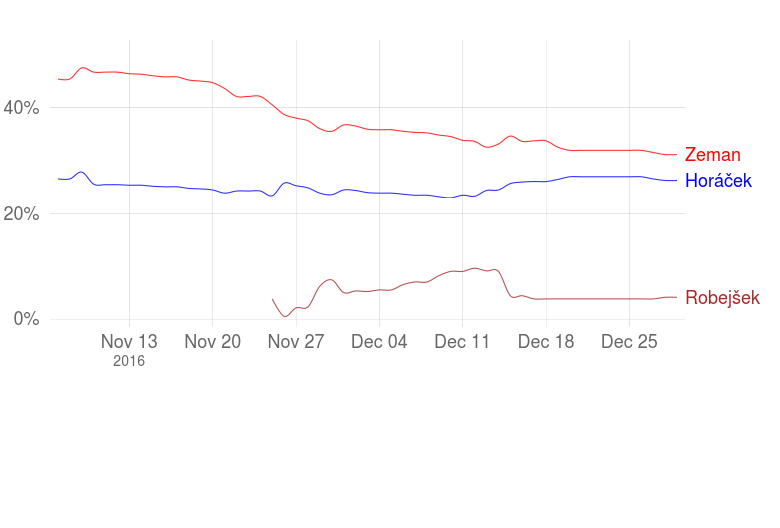 40%
Zeman
Horáček
20%
Robejšek
0%
Nov 13 Nov 20 Nov 27 Dec 04 Dec 11 Dec 18 Dec 25
2016